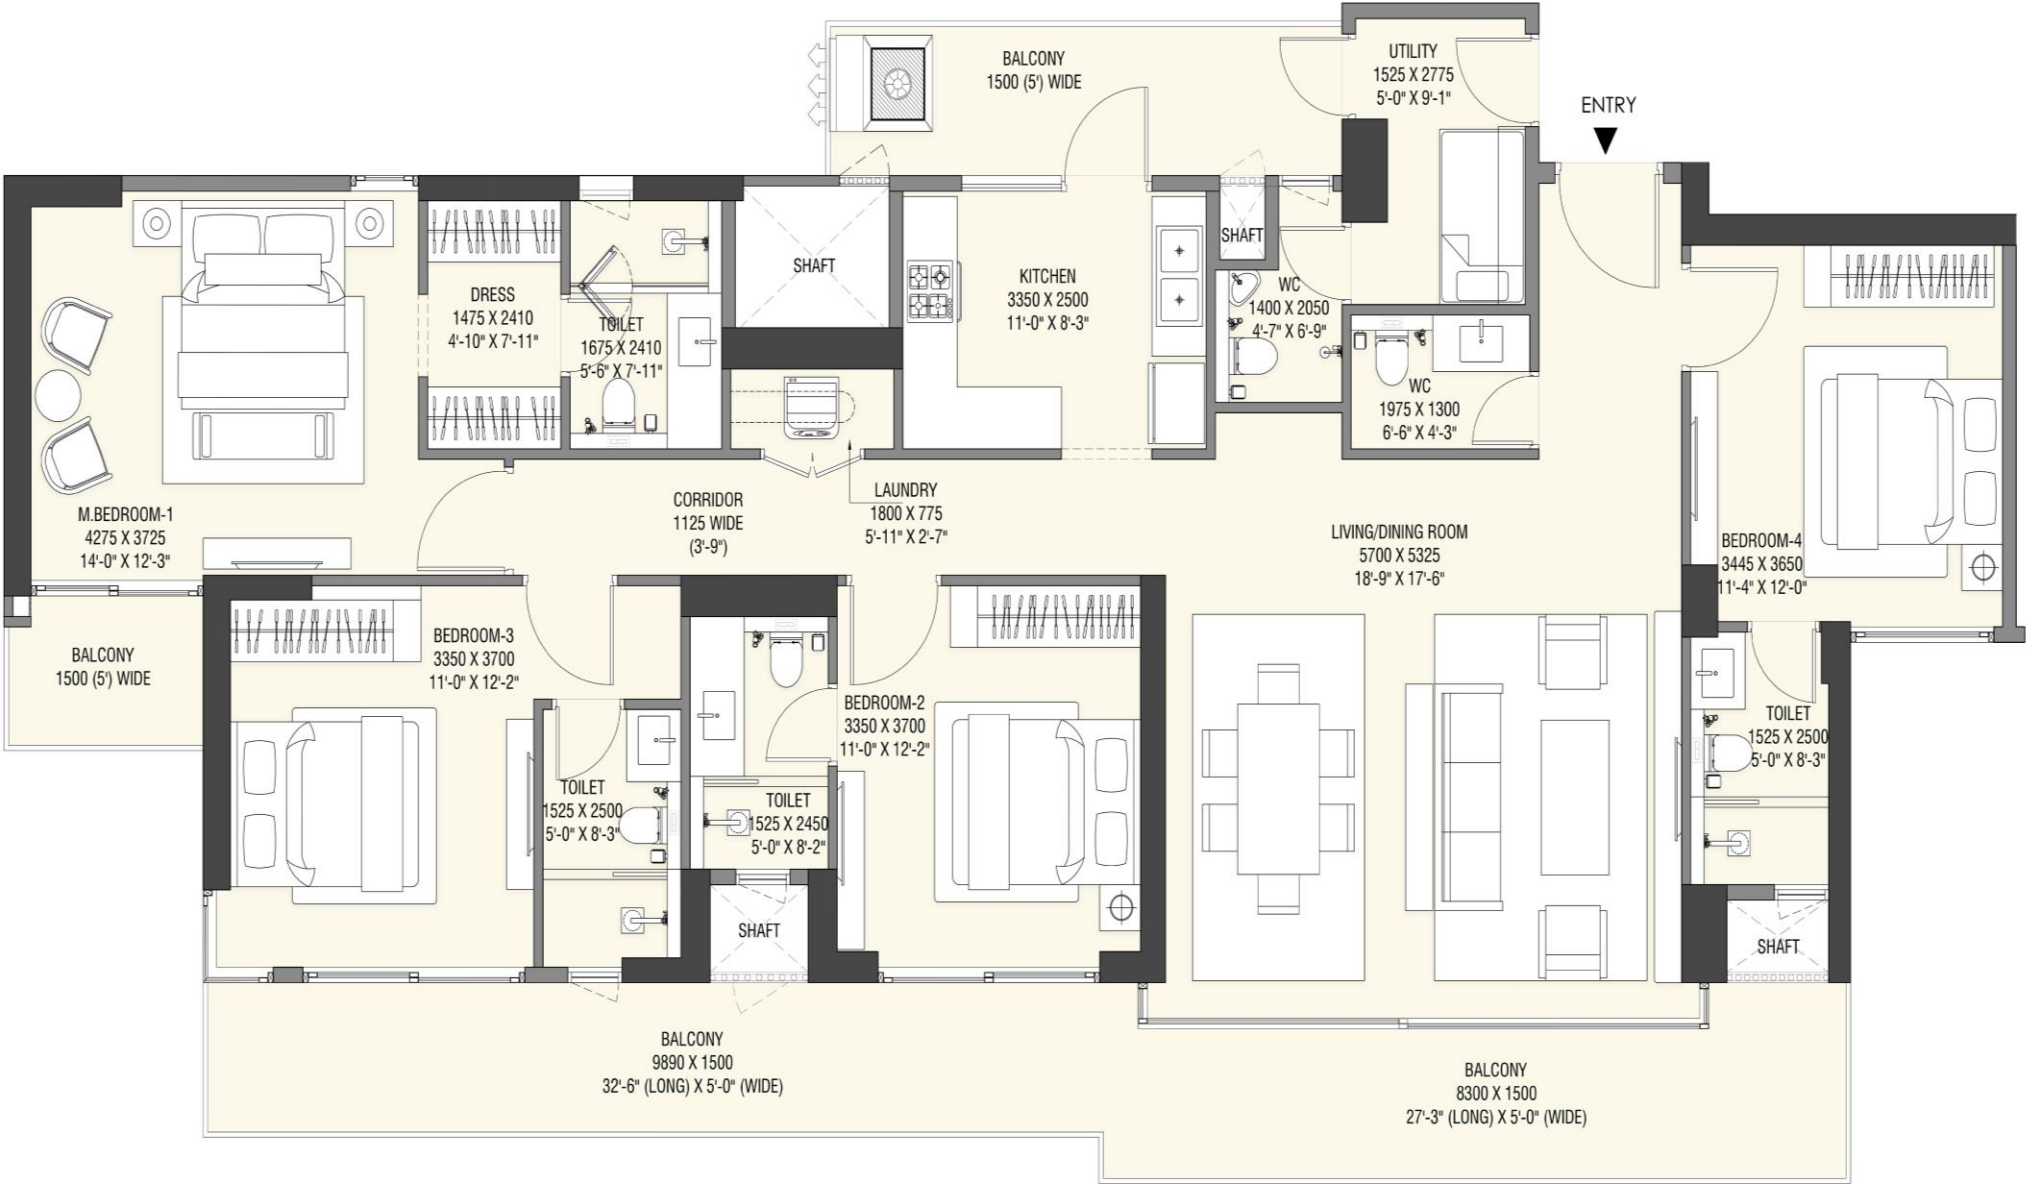 BALCONY
1500 (5') WIDE
UTILITY
1525 X 2775
5'-0" X 9'-1"
ENTRY
M.BEDROOM-1
4275 X 3725
14'-0" X 12'-3"
DRESS
1475 X 2410
4'-10" X 7'-11"
TOILET
1675 X 2410
5'-6" X 7'-11"
SHAFT
KITCHEN
3350 X 2500
11'-0" X 8'-3"
SHAFT
WC
1400 X 2050
4'-7" X 6'-9"
WC
1975 X 1300
6'-6" X 4'-3"
CORRIDOR
1125 WIDE
(3'-9")
LAUNDRY
1800 X 775
5'-11" X 2'-7"
LIVING/DINING ROOM
5700 X 5325
18'-9" X 17'-6"
BEDROOM-4
3445 X 3650
11'-4" X 12'-0"
BALCONY
1500 (5') WIDE
BEDROOM-3
3350 X 3700
11'-0" X 12'-2"
TOILET
1525 X 2500
5'-0" X 8'-3"
TOILET
1525 X 2450
5'-0" X 8'-2"
BEDROOM-2
3350 X 3700
11'-0" X 12'-2"
TOILET
1525 X 2500
5'-0" X 8'-3"
SHAFT
SHAFT
BALCONY
9890 X 1500
32'-6" (LONG) X 5'-0" (WIDE)
BALCONY
8300 X 1500
27'-3" (LONG) X 5'-0" (WIDE)